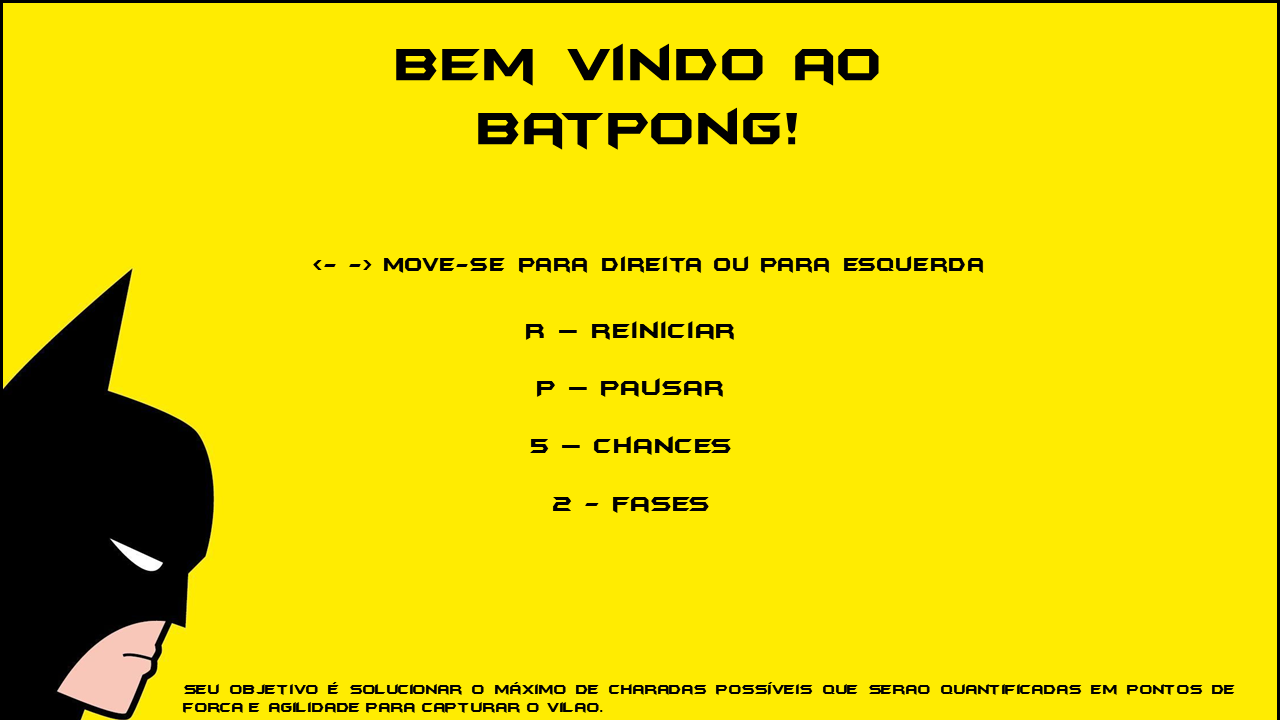 BEM VINDO AO
BATPONG!
<- -> MOVE-SE PARA DIREITA OU PARA ESQUERDA
R – REINICIAR
P – PAUSAR
5 – CHANCES
2 - FASES
SEU OBJETIVO É SOLUCIONAR O MÁXIMO DE CHARADAS POSSÍVEIS QUE SERAO QUANTIFICADAS EM PONTOS DE
FORCA E AGILIDADE PARA CAPTURAR O VILAO.